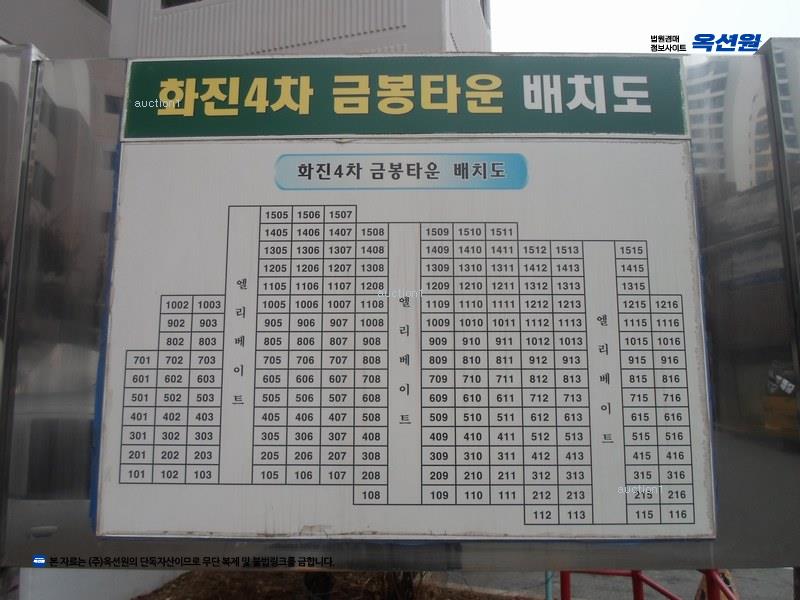 법원경매
정보사이트 옥션원
화진4차 금봉타운 배치도
auction1
화진4차 금봉타운 배치도
1505 1506 1507
1405 1406 1407 1508 1509 1510 1511
1305 1306 1307 1408 1409 1410 1411 1512 1513 1515
1205 1206 1207 1308 1309 1310 1311 1412 1413 1415
1105 1106 1107 1208 1209 1210 1211 1312 1313 1315
auction1
1002 1003 1005 1006 1007 1108 1109 1110 1111 1212 1213 1215 1216
902 903 905 906 907 1008 1009 1010 1011 1112 1113 1115 1116
802 803 805 806 807 908 909 910 911 1012 1013 1015 1016
701 702 703 705 706 707 808 809 810 811 912 913 915 916
601 602 603 605 606 607 708 709 710 711 812 813 815 816
501 502 503 505 506 507 608 609 610 611 712 713 715 716
401 402 403 405 406 407 508 509 510 511 612 613 615 616
301 302 303 305 306 307 408 409 410 411 512 513 515 516
201 202 203 205 206 207 308 309 310 311 412 413 415 416
101 102 103 105 106 107 208 209 210 211 312 313 315 316
108 109 110 111 212 213 215 216
auction1
112 113 115 116
엘리베이트
엘리베이트
엘리베이트
본 자료는 (주)옥션원의 단독자산이므로 무단 복제 및 불법링크를 금합니다.